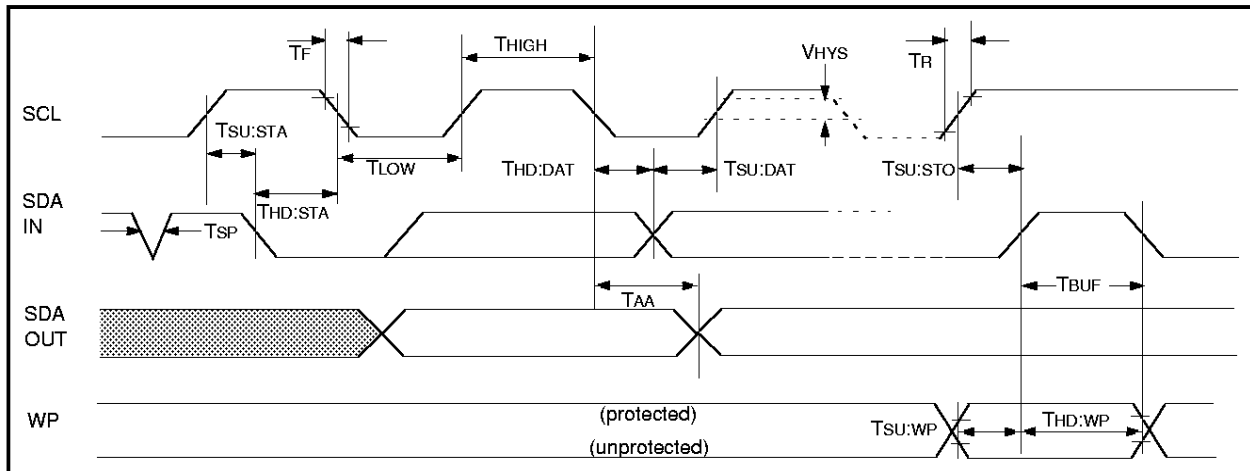 TF
THIGH
VHYS
TR
SCL
TSU:STA
TLOW
THD:DAT
TSU:DAT
TSU:STO
SDA
IN
THD:STA
TSP
TBUF
TAA
SDA
OUT
WP
(protected)
(unprotected)
TSU:WP
THD:WP